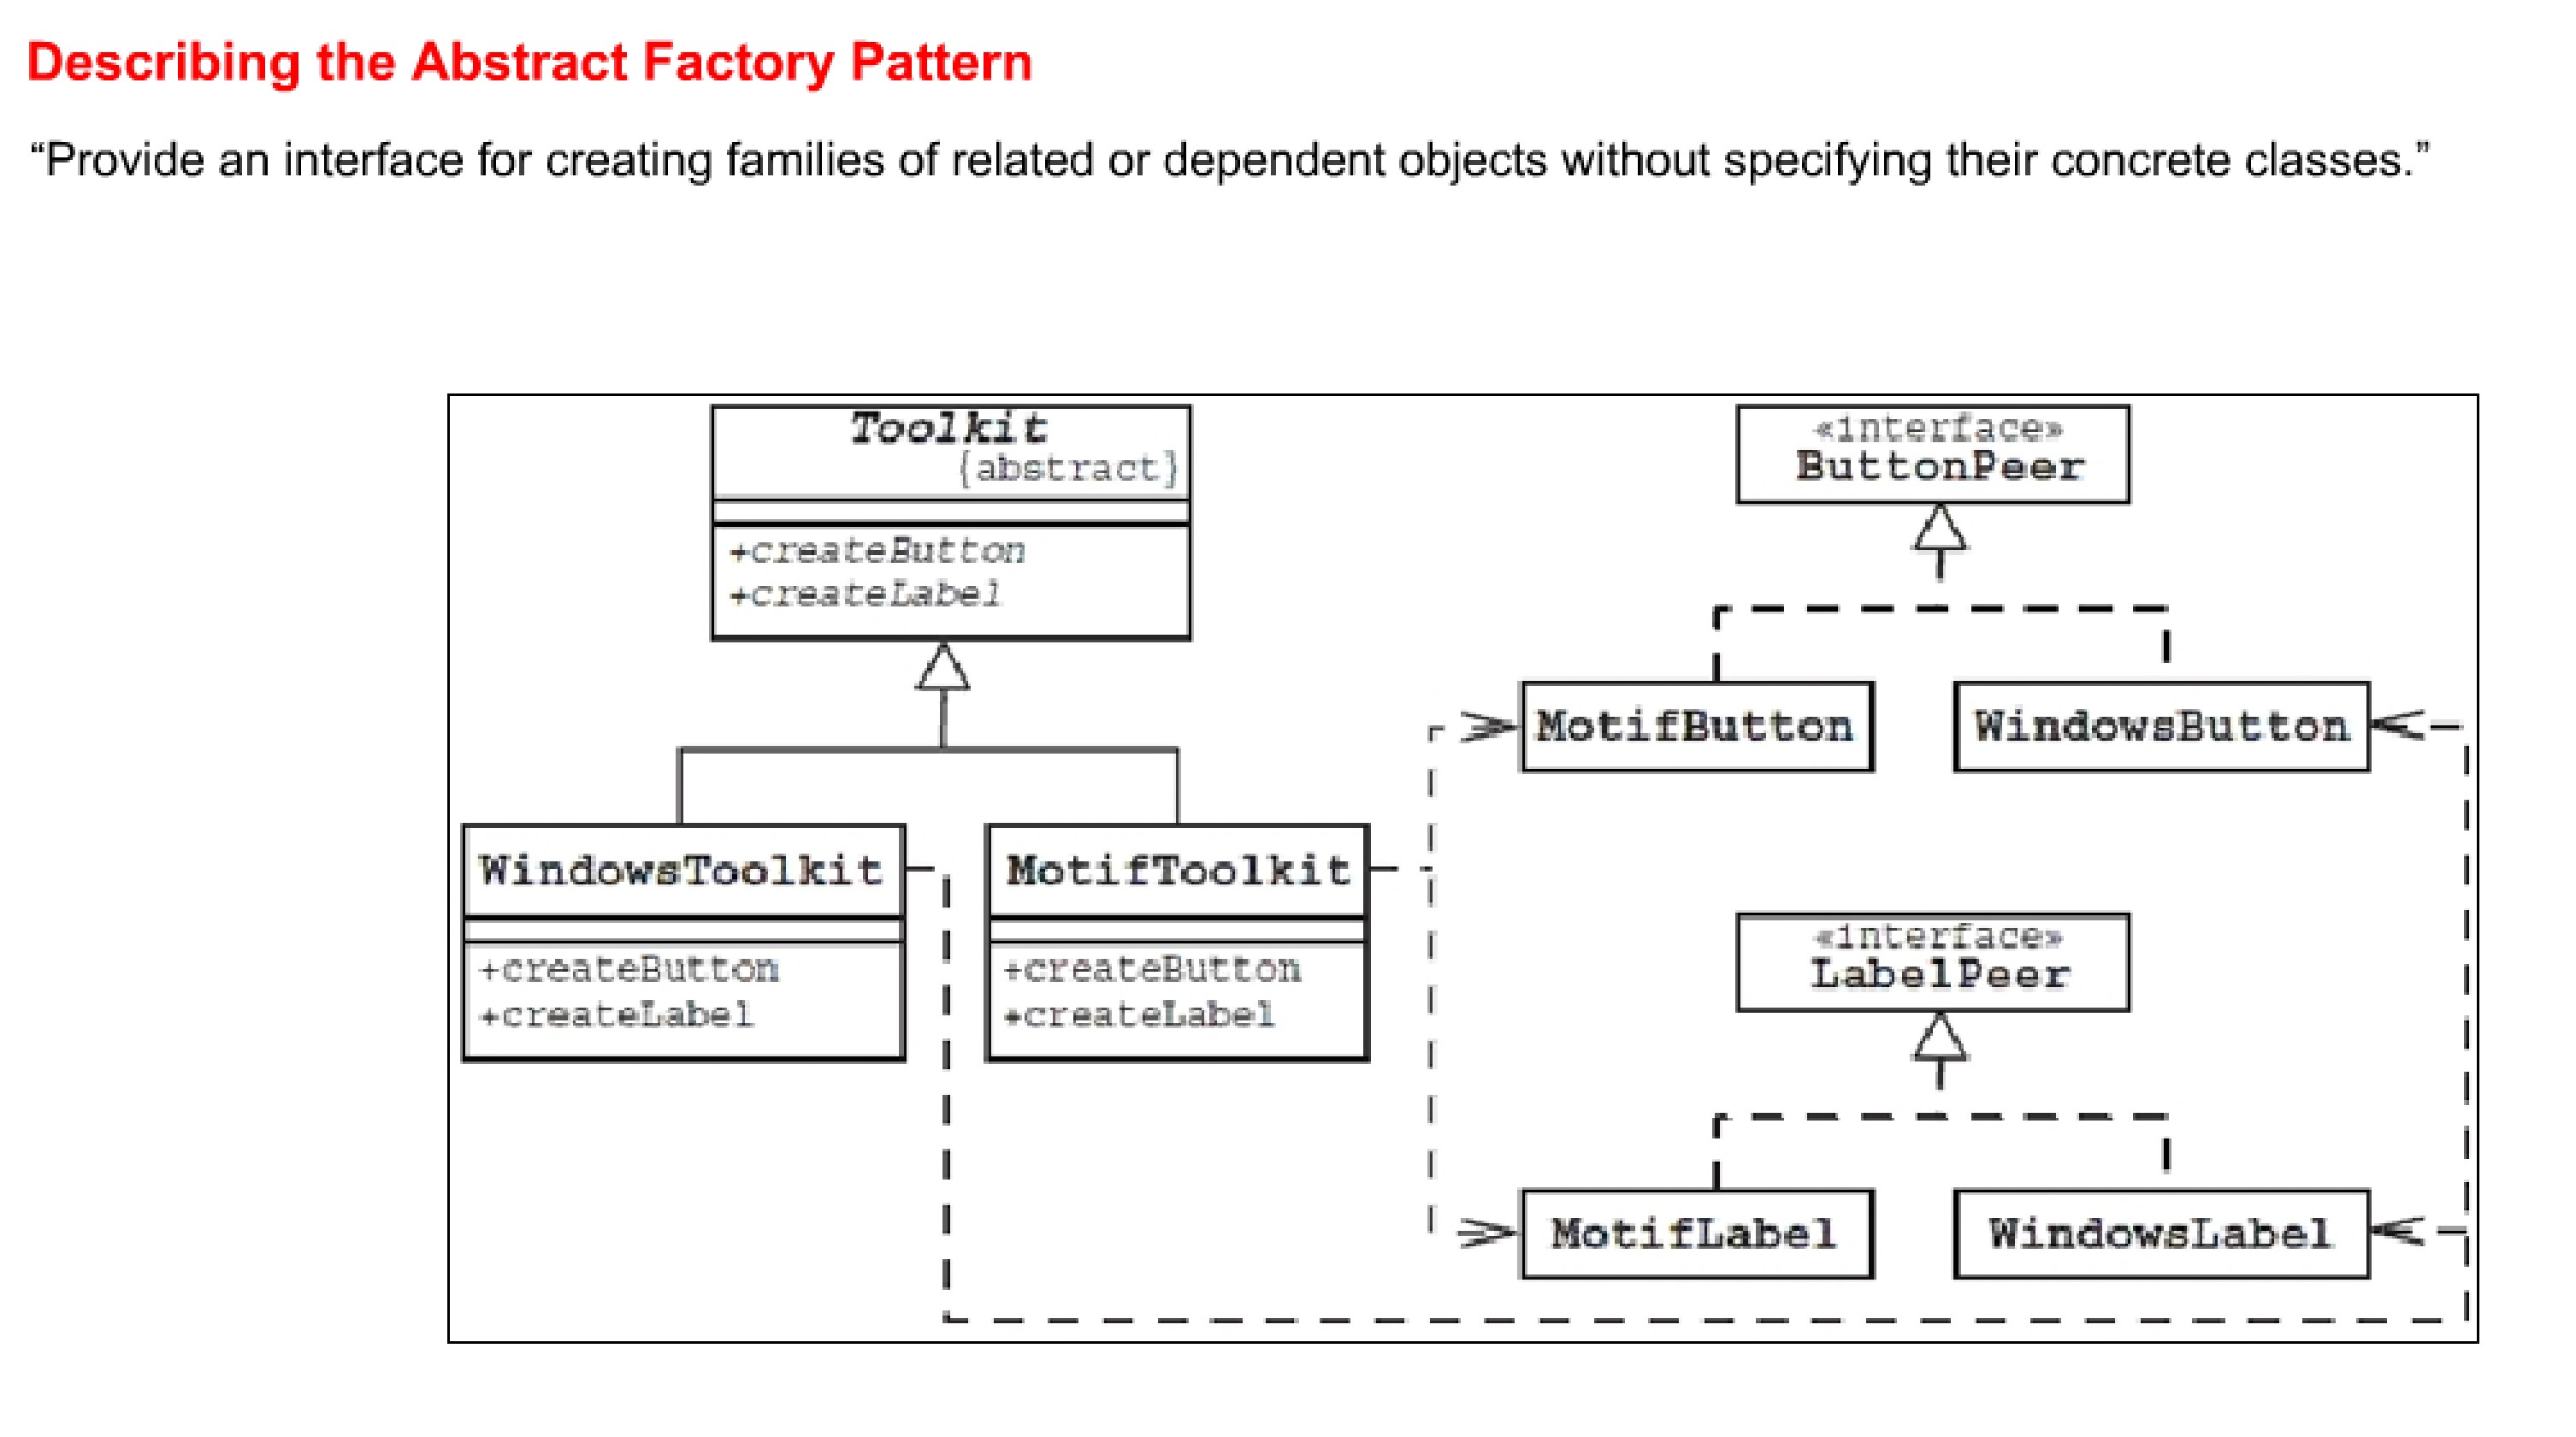 Describing the Abstract Factory Pattern
“Provide an interface for creating families of related or dependent objects without specifying their concrete classes.”
Toolkit
{abstract}
+createButton
+createLabel
«interface»
ButtonPeer
MotifButton
WindowsButton
WindowsToolkit
+createButton
+createLabel
MotifToolkit
+createButton
+createLabel
«interface»
LabelPeer
MotifLabel
WindowsLabel